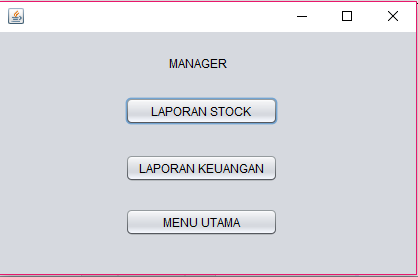 MANAGER
LAPORAN STOCK
LAPORAN KEUANGAN
MENU UTAMA